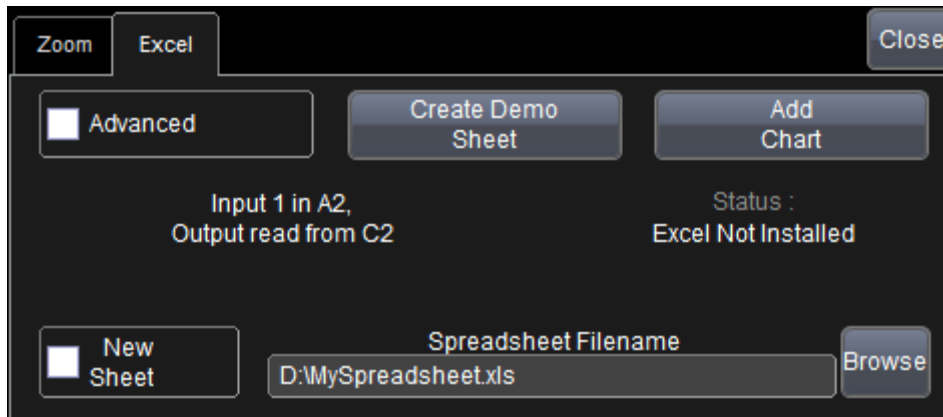 Zoom
Excel
Close
Advanced
Create Demo
Sheet
Add
Chart
Input 1 in A2,
Output read from C2
Status :
Excel Not Installed
New
Sheet
Spreadsheet Filename
D:\MySpreadsheet.xls
Browse